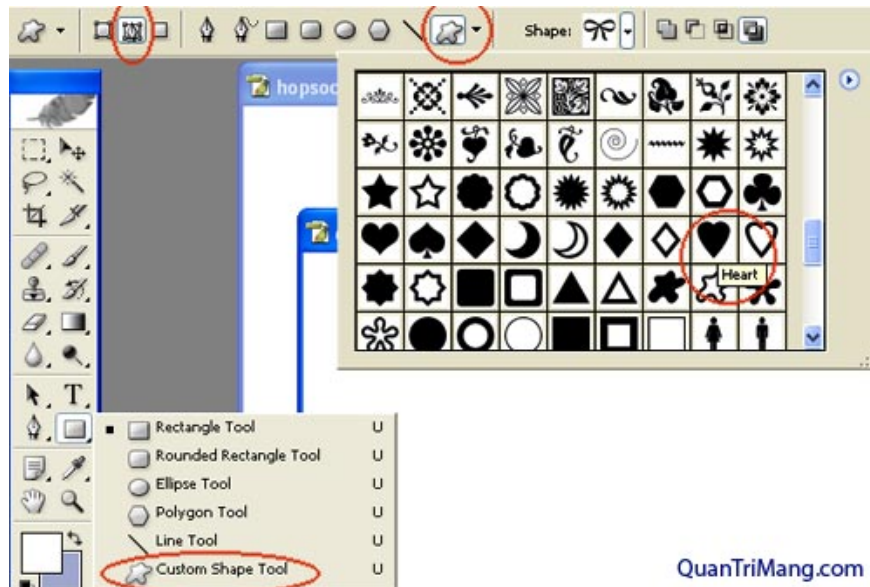 Shape:
hopsoc
Heart
T
Rectangle Tool U
Rounded Rectangle Tool U
Ellipse Tool U
Polygon Tool U
Line Tool U
Custom Shape Tool U
QuanTriMang.com